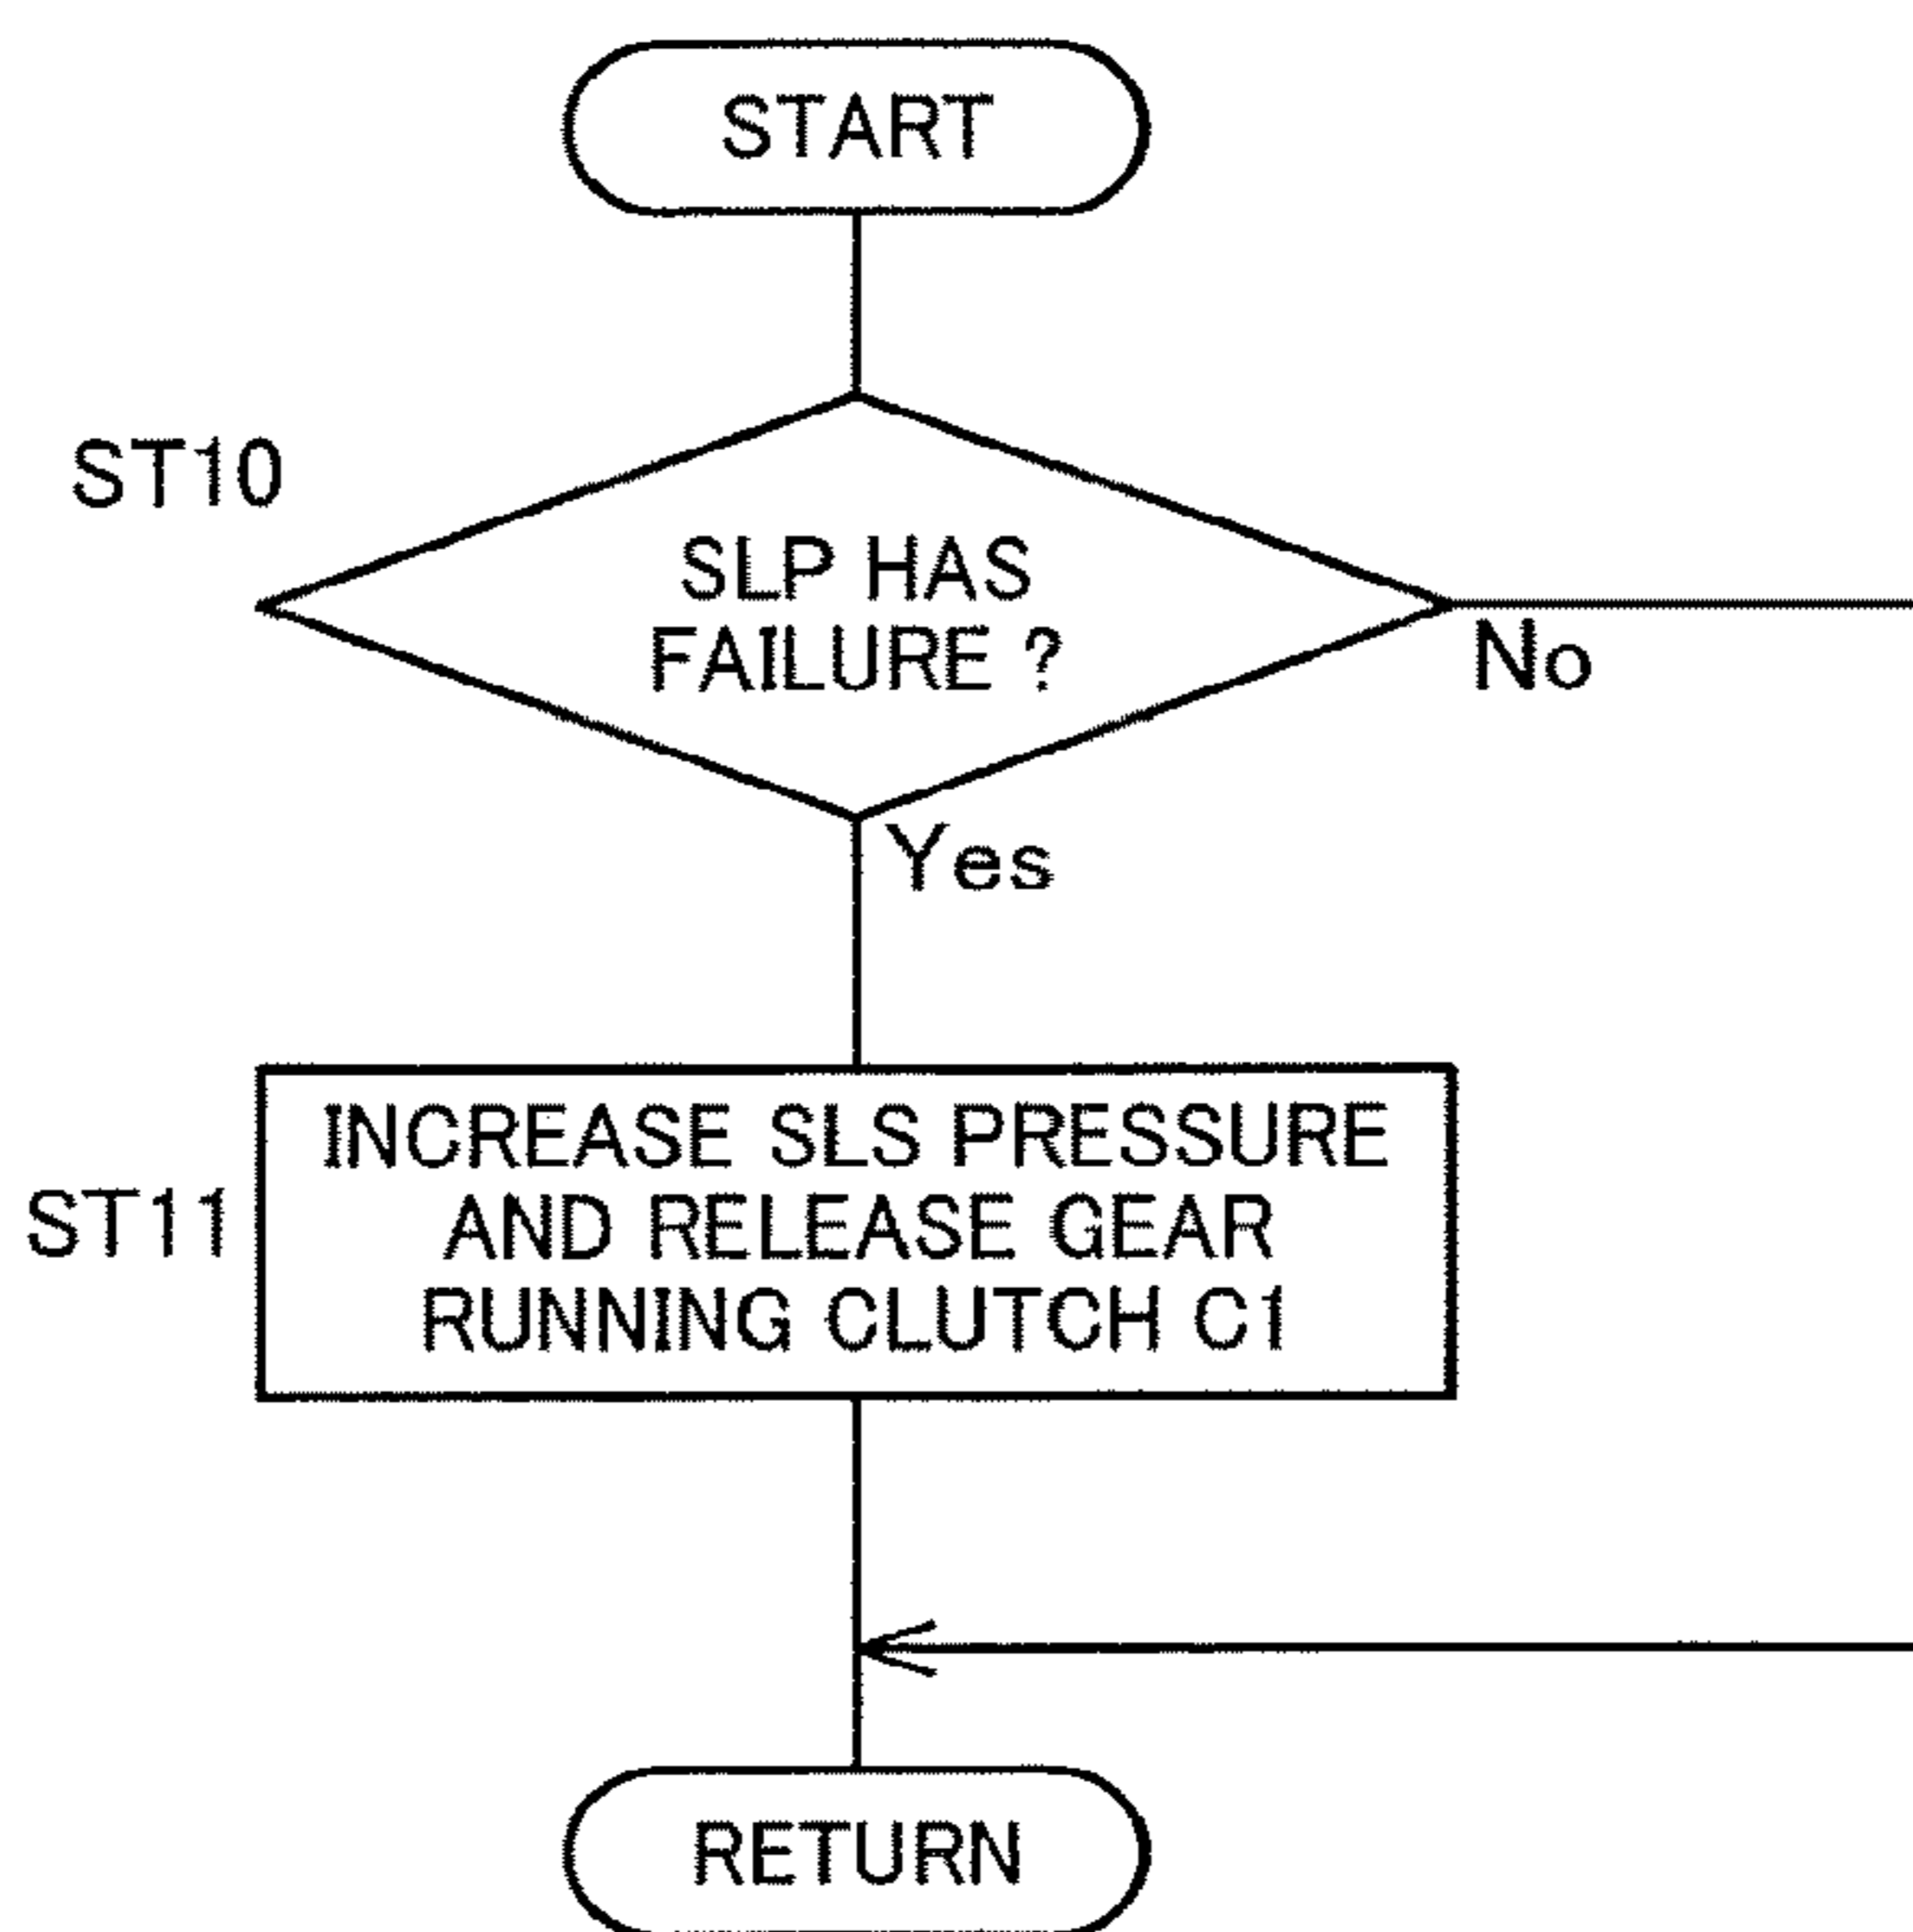 START
ST10
SLP HAS
FAILURE ?
No
Yes
ST11
INCREASE SLS PRESSURE
AND RELEASE GEAR
RUNNING CLUTCH C1
RETURN